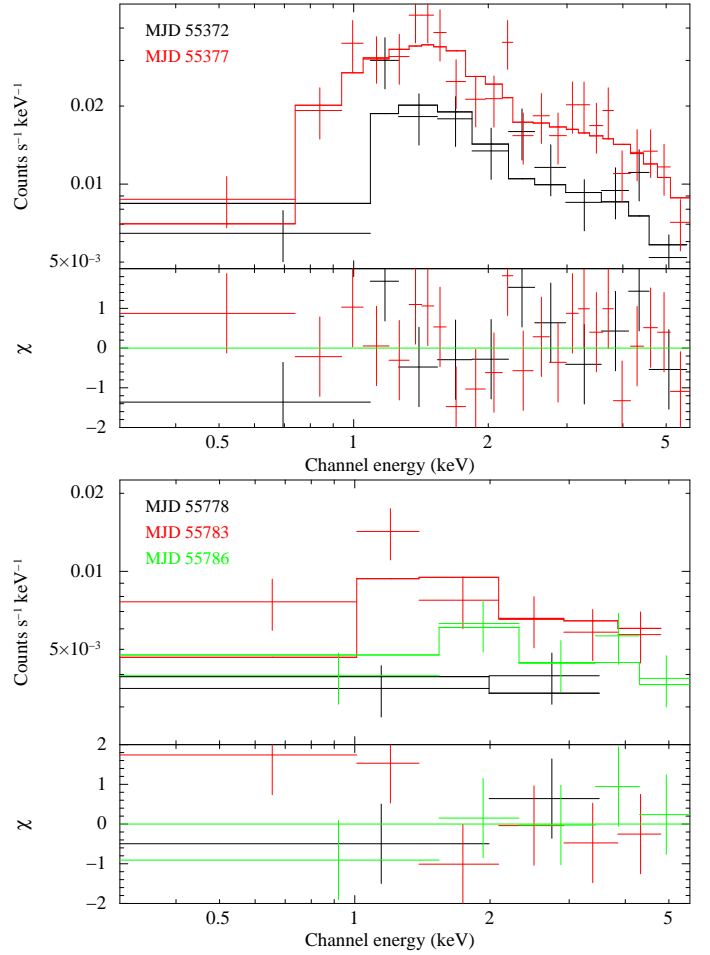 MJD 55372
MJD 55377
Counts s⁻¹ keV⁻¹
0.02
0.01
5×10⁻³
χ
1
0
−1
−2
0.5
1
2
5
Channel energy (keV)
MJD 55778
MJD 55783
MJD 55786
Counts s⁻¹ keV⁻¹
0.02
0.01
5×10⁻³
χ
2
1
0
−1
−2
0.5
1
2
5
Channel energy (keV)